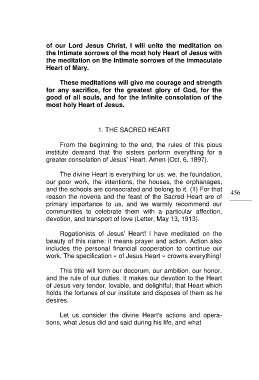 of our Lord Jesus Christ, I will unite the meditation on
the Intimate sorrows of the most holy Heart of Jesus with
the meditation on the Intimate sorrows of the Immaculate
Heart of Mary.
These meditations will give me courage and strength
for any sacrifice, for the greatest glory of God, for the
good of all souls, and for the infinite consolation of the
most holy Heart of Jesus.
1. THE SACRED HEART
From the beginning to the end, the rules of this pious
institute demand that the sisters perform everything for a
greater consolation of Jesus' Heart. Amen (Oct. 6, 1897).
The divine Heart is everything for us: we, the foundation,
our poor work, the intentions, the houses, the orphanages,
and the schools are consecrated and belong to it. (1) For that
reason the novena and the feast of the Sacred Heart are of
primary importance to us, and we warmly recommend our
communities to celebrate them with a particular affection,
devotion, and transport of love (Letter, May 13, 1913).
456
Rogationists of Jesus' Heart! I have meditated on the
beauty of this name: it means prayer and action. Action also
includes the personal financial cooperation to continue our
work. The specification « of Jesus Heart » crowns everything!
This title will form our decorum, our ambition, our honor,
and the rule of our duties. It makes our devotion to the Heart
of Jesus very tender, lovable, and delightful; that Heart which
holds the fortunes of our institute and disposes of them as he
desires.
Let us consider the divine Heart's actions and opera-
tions, what Jesus did and said during his life, and what